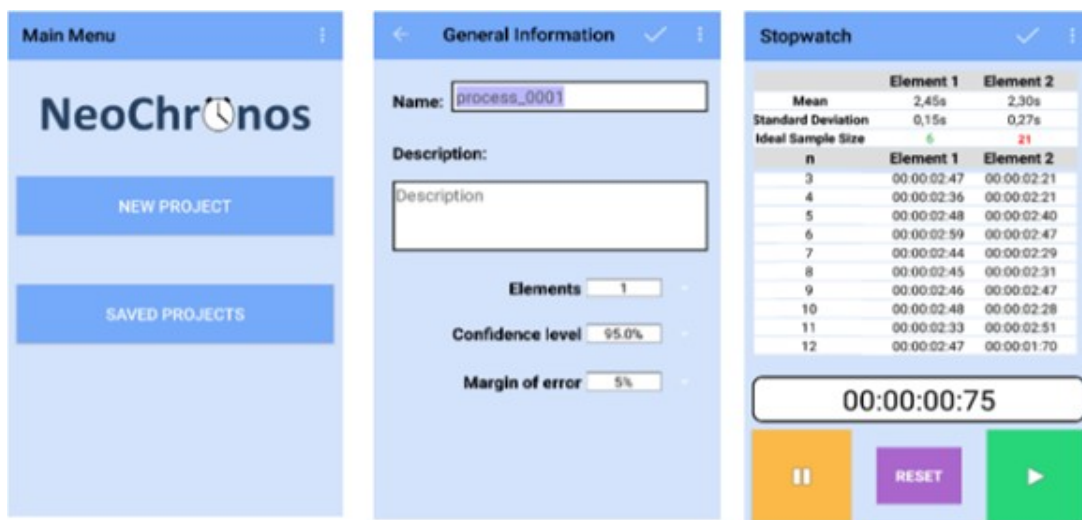 Main Menu
NeoChronos
NEW PROJECT
SAVED PROJECTS
General Information
Name: process_0001
Description:
Description
Elements 1
Confidence level 95.0%
Margin of error 5%
Stopwatch
Element 1 Element 2
Mean 2,45s 2,30s
Standard Deviation 0,15s 0,27s
Ideal Sample Size 6 21
n Element 1 Element 2
3 00:00:02:47 00:00:02:21
4 00:00:02:36 00:00:02:21
5 00:00:02:48 00:00:02:40
6 00:00:02:59 00:00:02:47
7 00:00:02:44 00:00:02:29
8 00:00:02:45 00:00:02:31
9 00:00:02:46 00:00:02:47
10 00:00:02:48 00:00:02:28
11 00:00:02:33 00:00:02:51
12 00:00:02:47 00:00:01:70
00:00:00:75
RESET